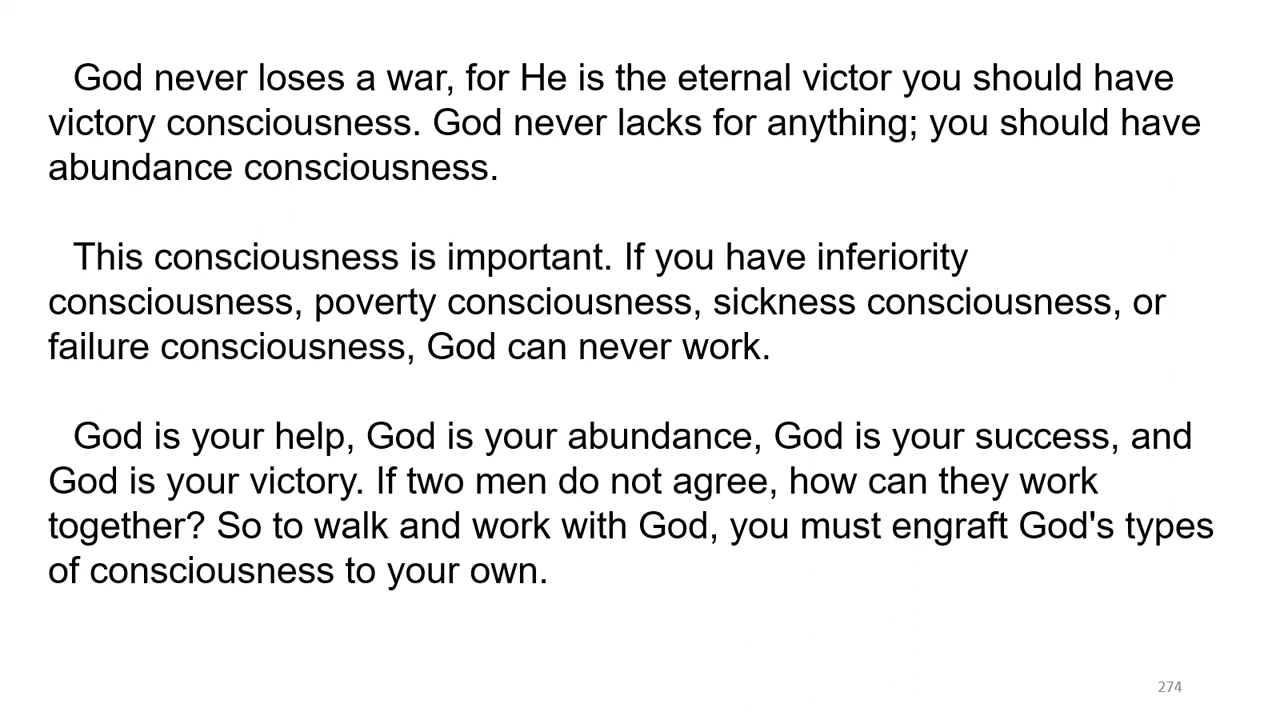 God never loses a war, for He is the eternal victor you should have
victory consciousness. God never lacks for anything; you should have
abundance consciousness.
This consciousness is important. If you have inferiority
consciousness, poverty consciousness, sickness consciousness, or
failure consciousness, God can never work.
God is your help, God is your abundance, God is your success, and
God is your victory. If two men do not agree, how can they work
together? So to walk and work with God, you must engraft God's types
of consciousness to your own.
274